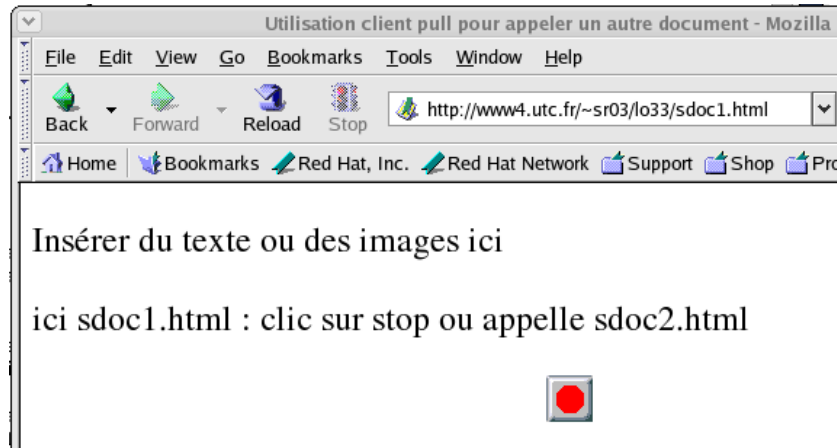 Utilisation client pull pour appeler un autre document - Mozilla
File Edit View Go Bookmarks Tools Window Help
Back Forward Reload Stop http://www4.utc.fr/~sr03/lo33/sdoc1.html
Home Bookmarks Red Hat, Inc. Red Hat Network Support Shop Pro
Insérer du texte ou des images ici
ici sdoc1.html : clic sur stop ou appelle sdoc2.html